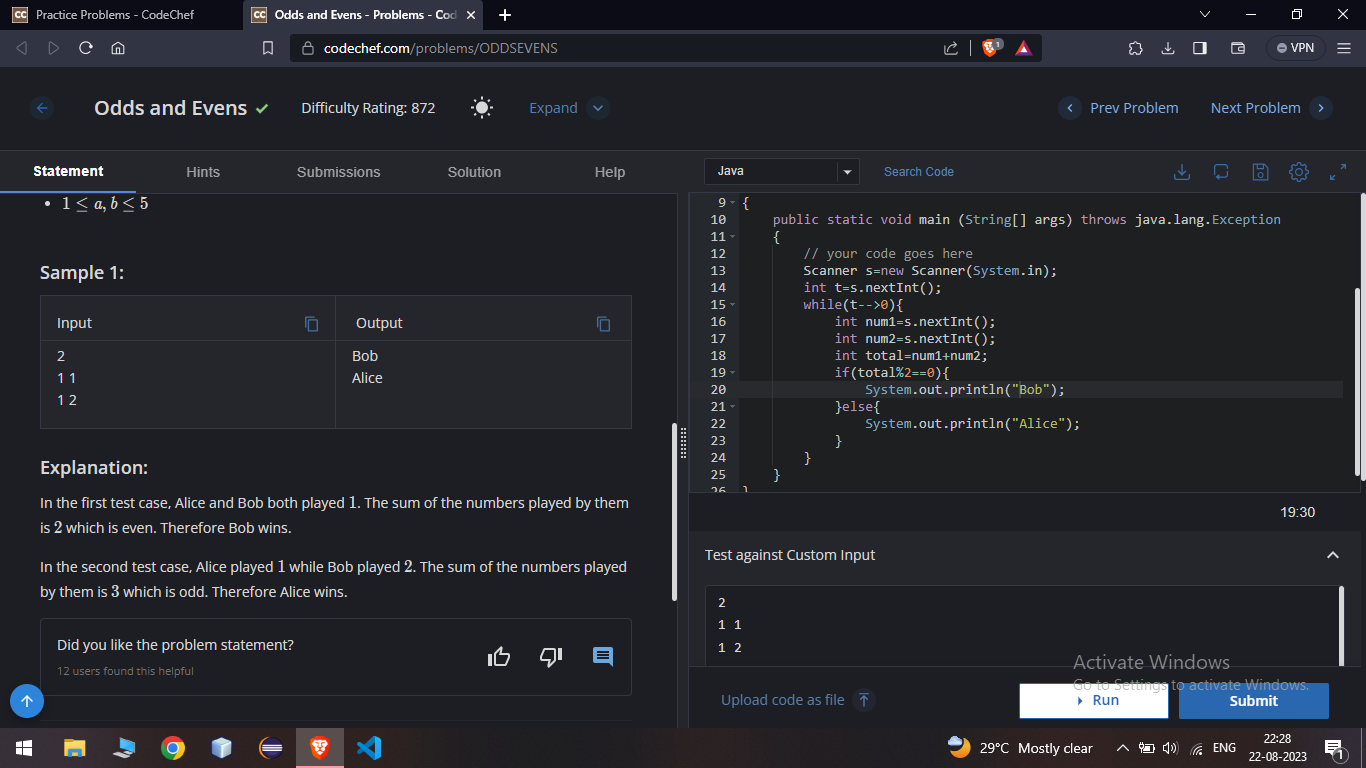 Practice Problems - CodeChef
Odds and Evens - Problems - Cod
codechef.com/problems/ODDSEVENS
1
VPN
Odds and Evens
Difficulty Rating: 872
Expand
Prev Problem
Next Problem
Statement
Hints
Submissions
Solution
Help
• 1 ≤ a, b ≤ 5
Sample 1:
Input
Output
2
1 1
1 2
Bob
Alice
Explanation:
In the first test case, Alice and Bob both played 1. The sum of the numbers played by them
is 2 which is even. Therefore Bob wins.
In the second test case, Alice played 1 while Bob played 2. The sum of the numbers played
by them is 3 which is odd. Therefore Alice wins.
Did you like the problem statement?
12 users found this helpful
Java
Search Code
9 {
10 public static void main (String[] args) throws java.lang.Exception
11 {
12 // your code goes here
13 Scanner s=new Scanner(System.in);
14 int t=s.nextInt();
15 while(t-->0){
16 int num1=s.nextInt();
17 int num2=s.nextInt();
18 int total=num1+num2;
19 if(total%2==0){
20 System.out.println("Bob");
21 }else{
22 System.out.println("Alice");
23 }
24 }
25 }
26 }
19:30
Test against Custom Input
2
1 1
1 2
Activate Windows
Go to Settings to activate Windows.
Upload code as file
Run
Submit
29°C Mostly clear
ENG
22:28
22-08-2023
1